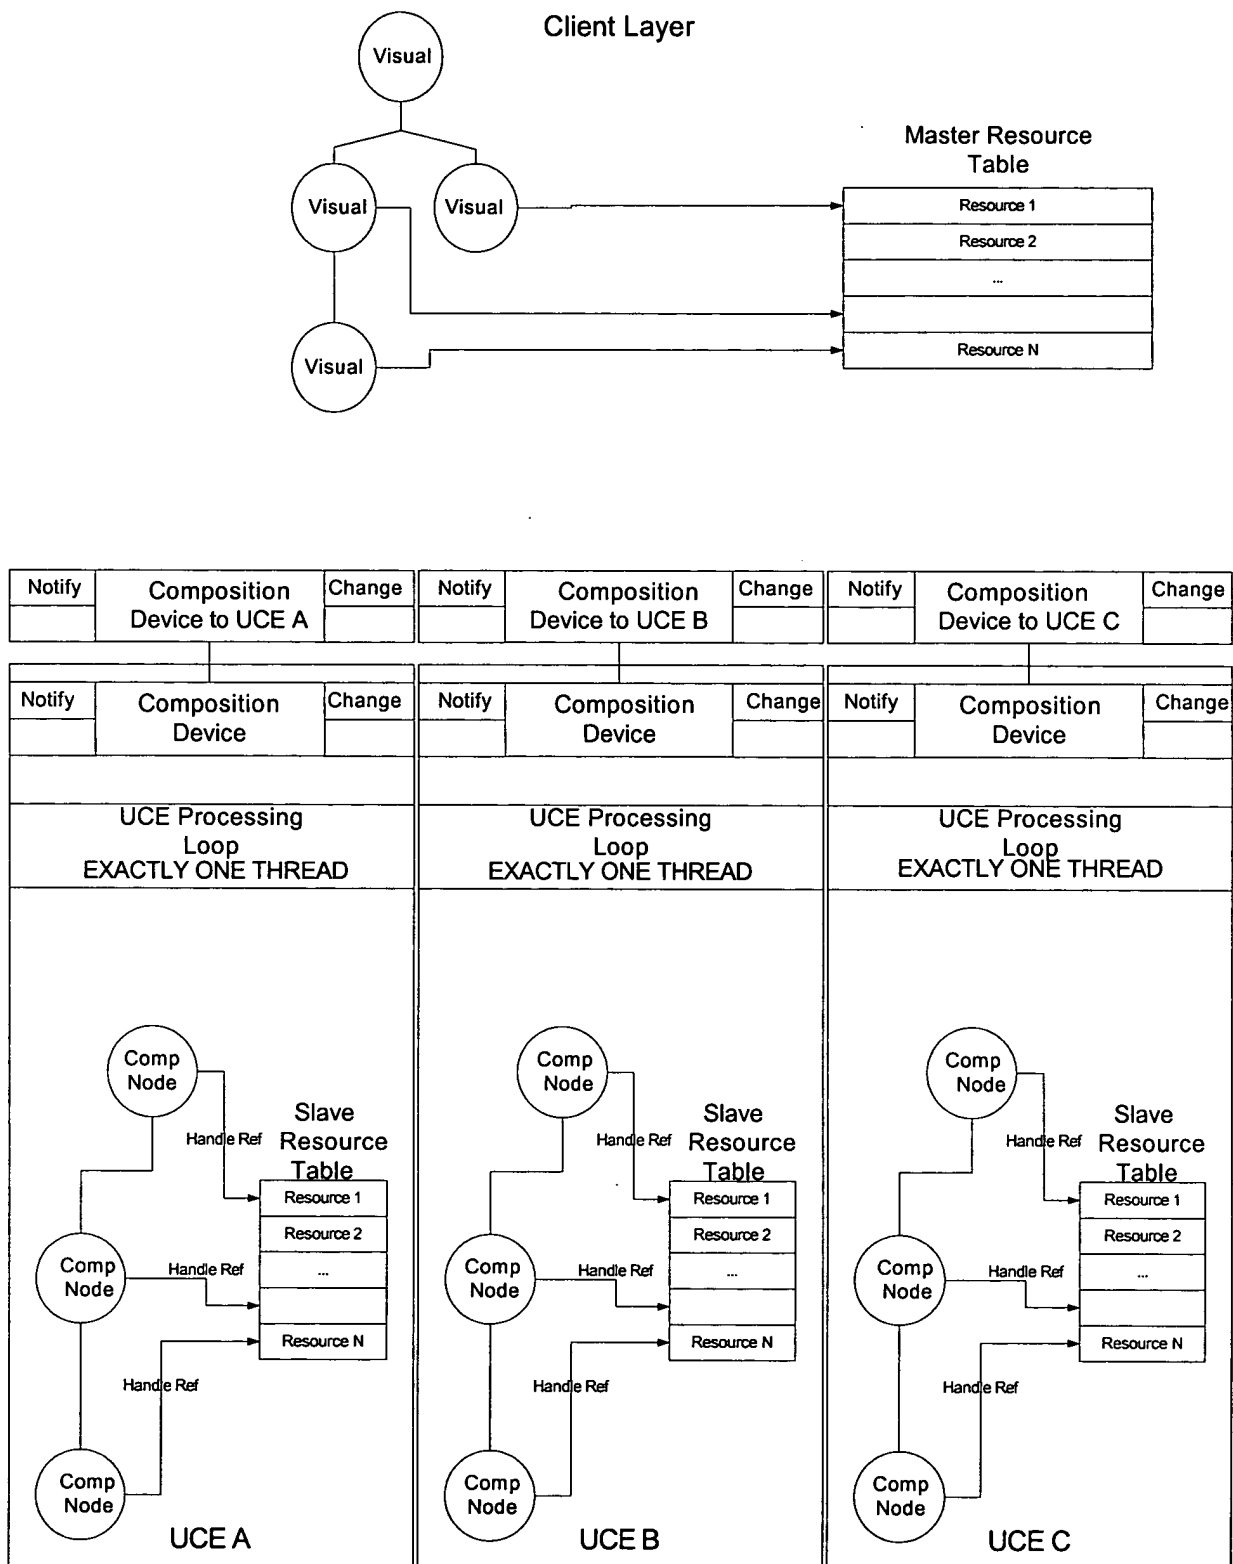 Client Layer
Visual
Visual
Visual
Visual
Master Resource
Table
Resource 1
Resource 2
...
Resource N
Notify
Composition
Device to UCE A
Change
Notify
Composition
Device to UCE B
Change
Notify
Composition
Device to UCE C
Change
Notify
Composition
Device
Change
Notify
Composition
Device
Change
Notify
Composition
Device
Change
UCE Processing
Loop
EXACTLY ONE THREAD
UCE Processing
Loop
EXACTLY ONE THREAD
UCE Processing
Loop
EXACTLY ONE THREAD
Comp
Node
Handle Ref
Slave
Resource
Table
Resource 1
Resource 2
...
Resource N
Comp
Node
Handle Ref
Handle Ref
Comp
Node
UCE A
Comp
Node
Handle Ref
Slave
Resource
Table
Resource 1
Resource 2
...
Resource N
Comp
Node
Handle Ref
Handle Ref
Comp
Node
UCE B
Comp
Node
Handle Ref
Slave
Resource
Table
Resource 1
Resource 2
...
Resource N
Comp
Node
Handle Ref
Handle Ref
Comp
Node
UCE C